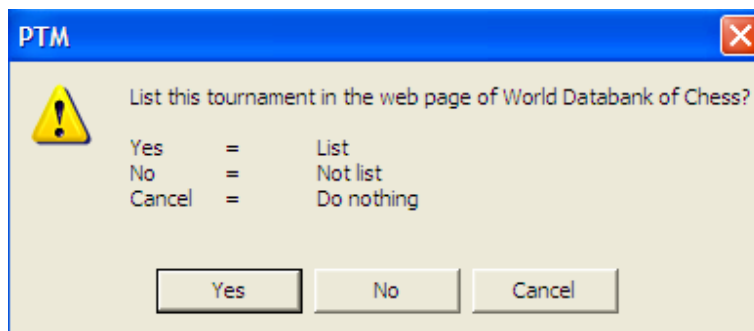 PTM
List this tournament in the web page of World Databank of Chess?
Yes = List
No = Not list
Cancel = Do nothing
Yes No Cancel